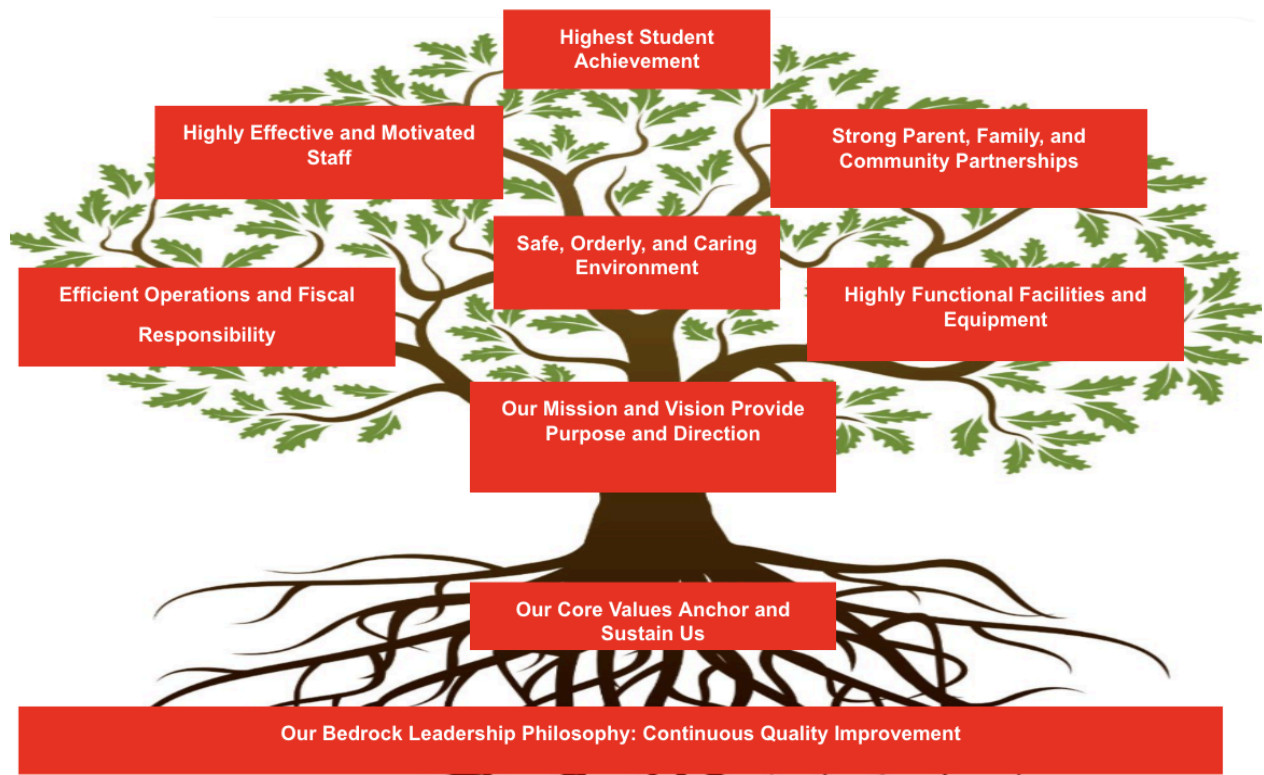 Highest Student
Achievement
Highly Effective and Motivated
Staff
Strong Parent, Family, and
Community Partnerships
Safe, Orderly, and Caring
Environment
Efficient Operations and Fiscal
Responsibility
Highly Functional Facilities and
Equipment
Our Mission and Vision Provide
Purpose and Direction
Our Core Values Anchor and
Sustain Us
Our Bedrock Leadership Philosophy: Continuous Quality Improvement